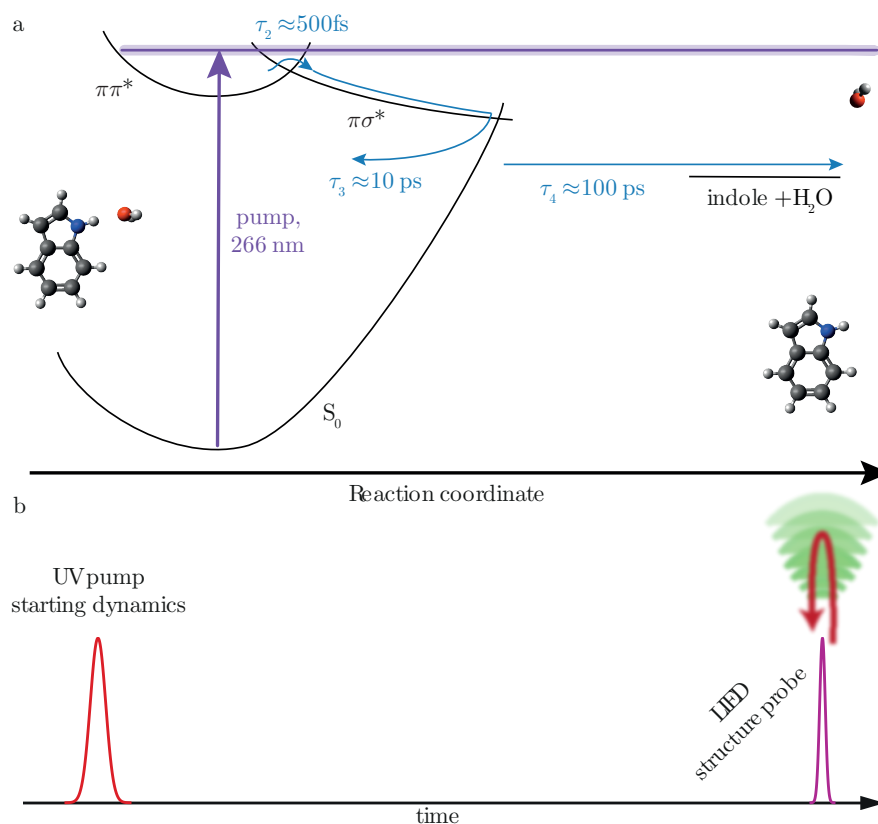 a
τ₂ ≈500fs
ππ*
πσ*
τ₃ ≈10 ps
τ₄ ≈100 ps
indole +H₂O
pump,
266 nm
S₀
Reaction coordinate
b
UV pump
starting dynamics
LIED
structure probe
time